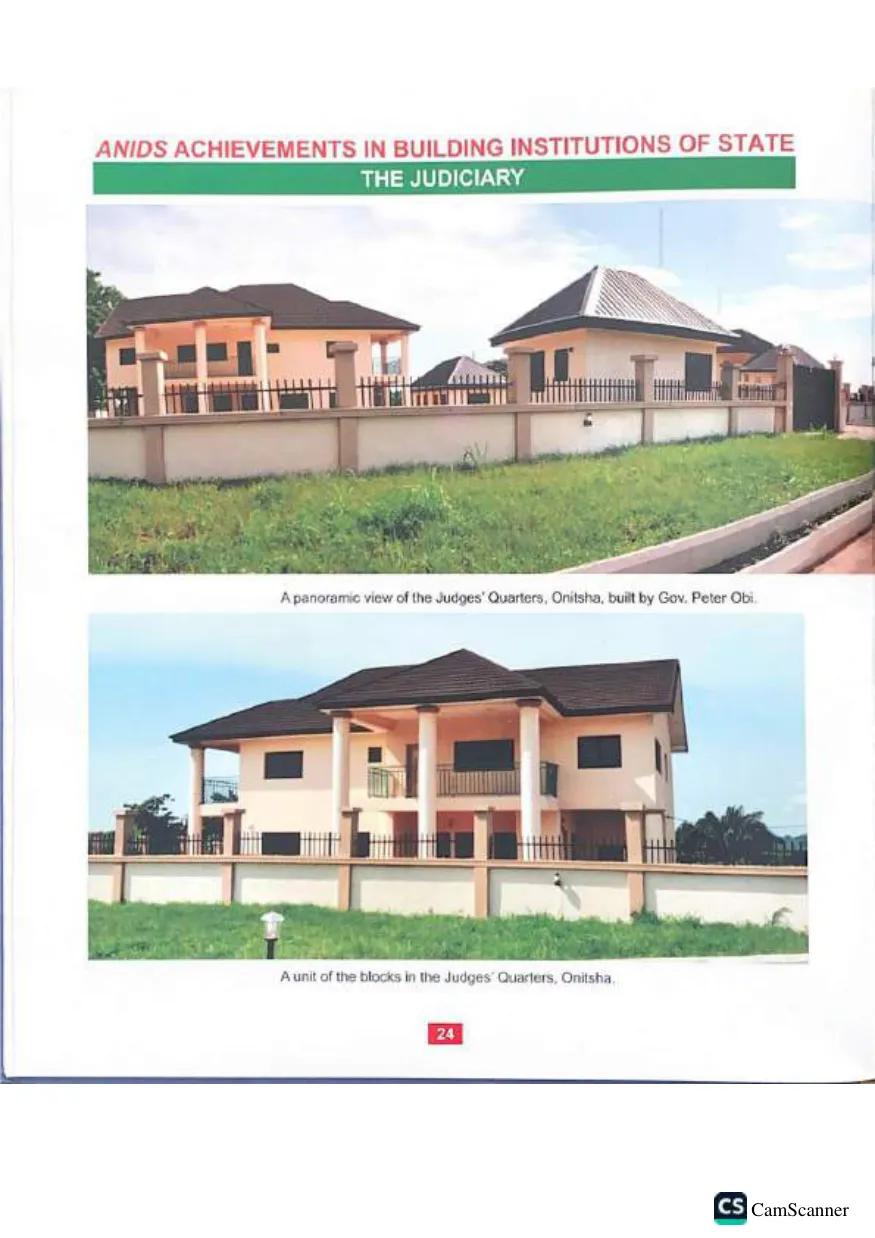 ANIDS ACHIEVEMENTS IN BUILDING INSTITUTIONS OF STATE
THE JUDICIARY
A panoramic view of the Judges' Quarters, Onitsha, built by Gov. Peter Obi.
A unit of the blocks in the Judges' Quarters, Onitsha.
24
CS CamScanner